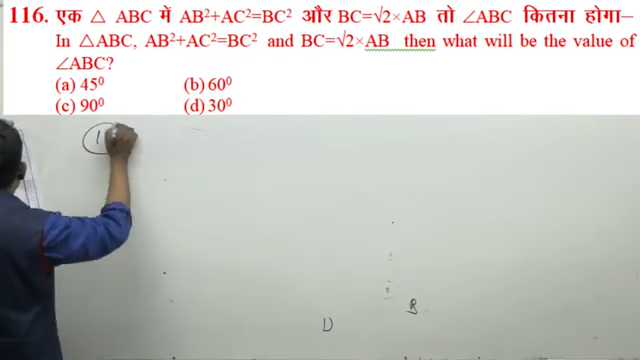 116. एक △ ABC में AB²+AC²=BC² और BC=√2×AB तो ∠ABC कितना होगा–
In △ABC, AB²+AC²=BC² and BC=√2×AB then what will be the value of
∠ABC?
(a) 45⁰ (b) 60⁰
(c) 90⁰ (d) 30⁰
1
D B